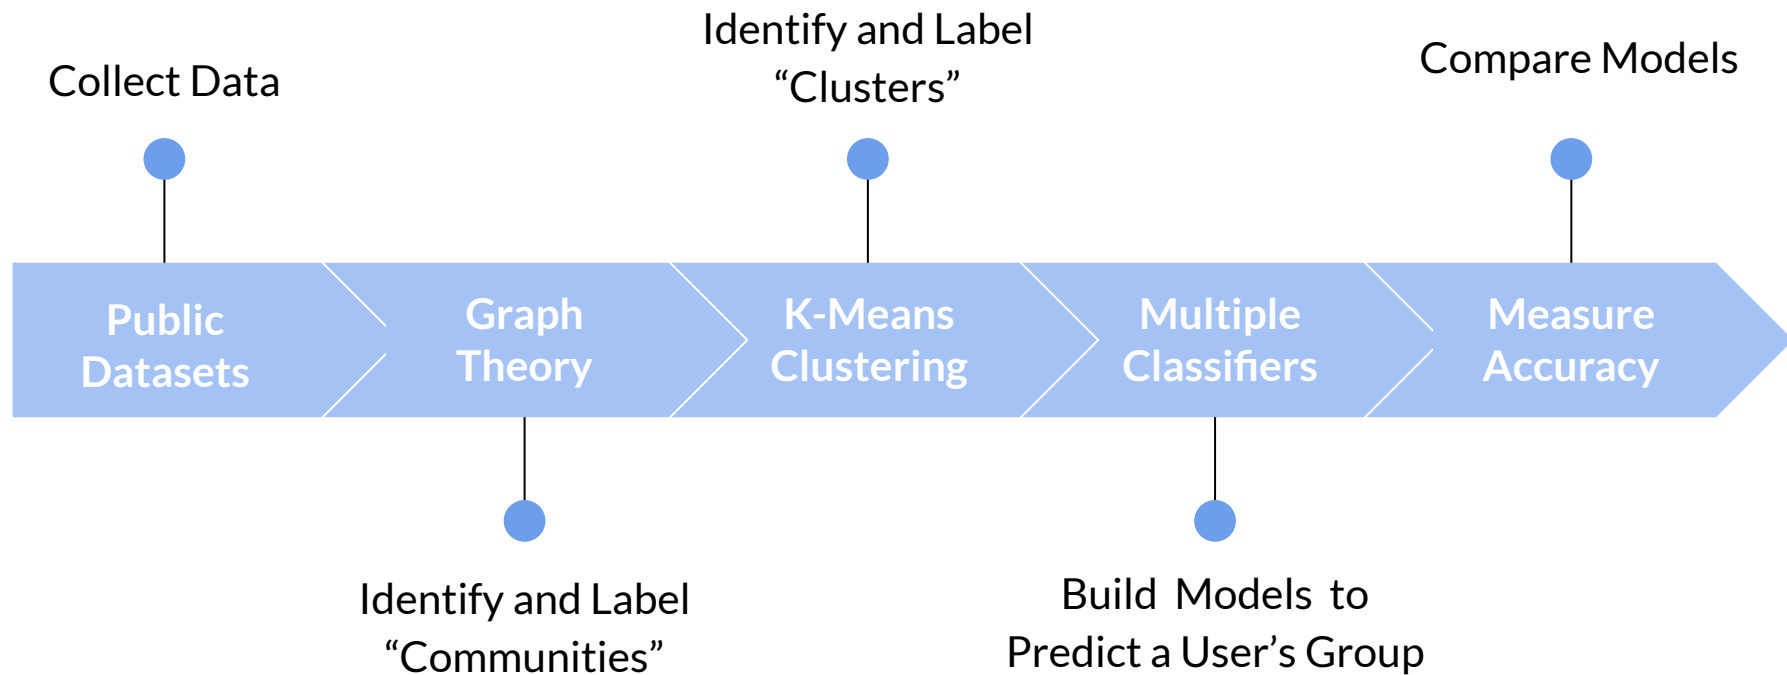 Collect Data
Identify and Label
“Clusters”
Compare Models
Public
Datasets
Graph
Theory
K-Means
Clustering
Multiple
Classifiers
Measure
Accuracy
Identify and Label
“Communities”
Build Models to
Predict a User’s Group